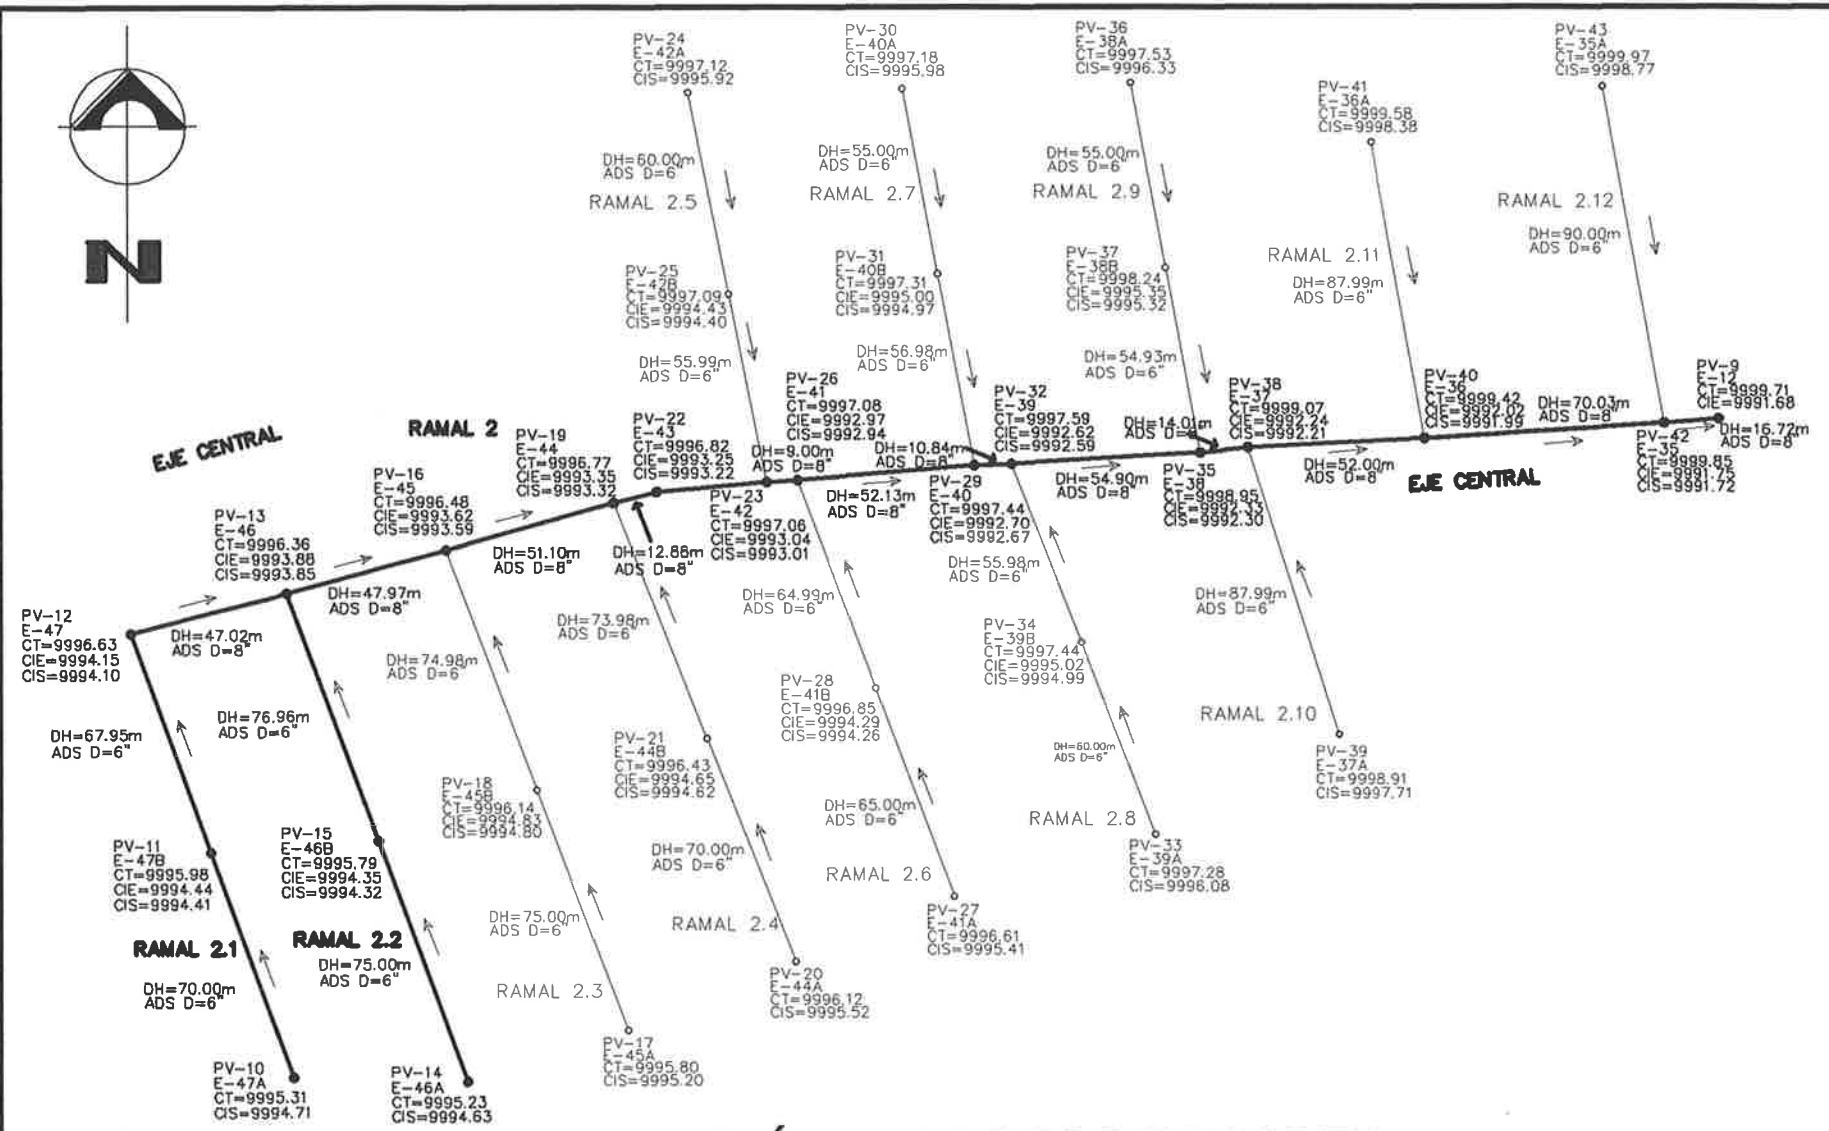 PV-24
E-42A
CT=9997.12
CIS=9995.92
PV-30
E-40A
CT=9997.18
CIS=9995.98
PV-36
E-38A
CT=9997.53
CIS=9996.33
PV-41
E-36A
CT=9999.58
CIS=9998.38
PV-43
E-35A
CT=9999.97
CIS=9998.77
N
DH=60.00m
ADS D=6"
RAMAL 2.5
DH=55.00m
ADS D=6"
RAMAL 2.7
DH=55.00m
ADS D=6"
RAMAL 2.9
RAMAL 2.11
DH=87.99m
ADS D=6"
RAMAL 2.12
DH=90.00m
ADS D=6"
PV-25
E-42B
CT=9997.09
CIE=9994.43
CIS=9994.40
PV-31
E-40B
CT=9997.31
CIE=9995.00
CIS=9994.97
PV-37
E-38B
CT=9998.24
CIE=9995.35
CIS=9995.32
DH=55.99m
ADS D=6"
DH=56.98m
ADS D=6"
DH=54.93m
ADS D=6"
EJE CENTRAL
RAMAL 2
PV-12
E-47
CT=9996.63
CIE=9994.15
CIS=9994.10
PV-13
E-46
CT=9996.36
CIE=9993.88
CIS=9993.85
PV-16
E-45
CT=9996.48
CIE=9993.62
CIS=9993.59
PV-19
E-44
CT=9996.77
CIE=9993.35
CIS=9993.32
PV-22
E-43
CT=9996.82
CIE=9993.25
CIS=9993.22
PV-23
E-42
CT=9997.06
CIE=9993.04
CIS=9993.01
PV-26
E-41
CT=9997.08
CIE=9992.97
CIS=9992.94
PV-29
E-40
CT=9997.44
CIE=9992.70
CIS=9992.67
PV-32
E-39
CT=9997.59
CIE=9992.62
CIS=9992.59
PV-35
E-38
CT=9998.95
CIE=9992.33
CIS=9992.30
PV-38
E-37
CT=9999.07
CIE=9992.24
CIS=9992.21
PV-40
E-36
CT=9999.42
CIE=9992.02
CIS=9991.99
PV-42
E-35
CT=9999.85
CIE=9991.75
CIS=9991.72
PV-9
E-12
CT=9999.71
CIE=9991.68
DH=47.02m
ADS D=8"
DH=47.97m
ADS D=8"
DH=51.10m
ADS D=8"
DH=12.86m
ADS D=8"
DH=9.00m
ADS D=8"
DH=52.13m
ADS D=8"
DH=10.84m
ADS D=8"
DH=54.90m
ADS D=8"
DH=14.01m
ADS
DH=52.00m
ADS D=8"
DH=70.03m
ADS D=8"
DH=16.72m
ADS D=8"
EJE CENTRAL
DH=67.95m
ADS D=6"
DH=76.96m
ADS D=6"
DH=74.98m
ADS D=6"
DH=73.98m
ADS D=6"
DH=64.99m
ADS D=6"
DH=55.98m
ADS D=6"
DH=87.99m
ADS D=6"
PV-11
E-47B
CT=9995.98
CIE=9994.44
CIS=9994.41
PV-15
E-46B
CT=9995.79
CIE=9994.35
CIS=9994.32
PV-18
E-45B
CT=9996.14
CIE=9994.83
CIS=9994.80
PV-21
E-44B
CT=9996.43
CIE=9994.65
CIS=9994.62
PV-28
E-41B
CT=9996.85
CIE=9994.29
CIS=9994.26
PV-34
E-39B
CT=9997.44
CIE=9995.02
CIS=9994.99
RAMAL 2.10
PV-39
E-37A
CT=9998.91
CIS=9997.71
RAMAL 2.1
DH=70.00m
ADS D=6"
RAMAL 2.2
DH=75.00m
ADS D=6"
DH=75.00m
ADS D=6"
RAMAL 2.3
DH=70.00m
ADS D=6"
RAMAL 2.4
DH=65.00m
ADS D=6"
RAMAL 2.6
DH=60.00m
ADS D=6"
RAMAL 2.8
PV-10
E-47A
CT=9995.31
CIS=9994.71
PV-14
E-46A
CT=9995.23
CIS=9994.63
PV-17
E-45A
CT=9995.80
CIS=9995.20
PV-20
E-44A
CT=9996.12
CIS=9995.52
PV-27
E-41A
CT=9996.61
CIS=9995.41
PV-33
E-39A
CT=9997.28
CIS=9996.08